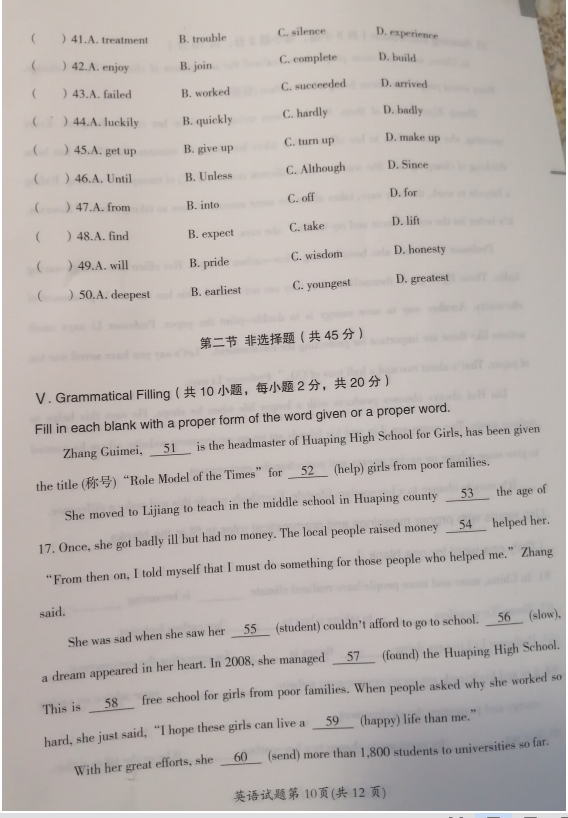 ( ) 41.A. treatment B. trouble C. silence D. experience
( ) 42.A. enjoy B. join C. complete D. build
( ) 43.A. failed B. worked C. succeeded D. arrived
( ) 44.A. luckily B. quickly C. hardly D. badly
( ) 45.A. get up B. give up C. turn up D. make up
( ) 46.A. Until B. Unless C. Although D. Since
( ) 47.A. from B. into C. off D. for
( ) 48.A. find B. expect C. take D. lift
( ) 49.A. will B. pride C. wisdom D. honesty
( ) 50.A. deepest B. earliest C. youngest D. greatest
第二节 非选择题(共 45 分)
Ⅴ. Grammatical Filling(共 10 小题,每小题 2 分,共 20 分)
Fill in each blank with a proper form of the word given or a proper word.
Zhang Guimei, 51 is the headmaster of Huaping High School for Girls, has been given
the title (称号) “Role Model of the Times” for 52 (help) girls from poor families.
She moved to Lijiang to teach in the middle school in Huaping county 53 the age of
17. Once, she got badly ill but had no money. The local people raised money 54 helped her.
“From then on, I told myself that I must do something for those people who helped me.” Zhang
said.
She was sad when she saw her 55 (student) couldn't afford to go to school. 56 (slow),
a dream appeared in her heart. In 2008, she managed 57 (found) the Huaping High School.
This is 58 free school for girls from poor families. When people asked why she worked so
hard, she just said, “I hope these girls can live a 59 (happy) life than me.”
With her great efforts, she 60 (send) more than 1,800 students to universities so far.
英语试题第 10页(共 12 页)